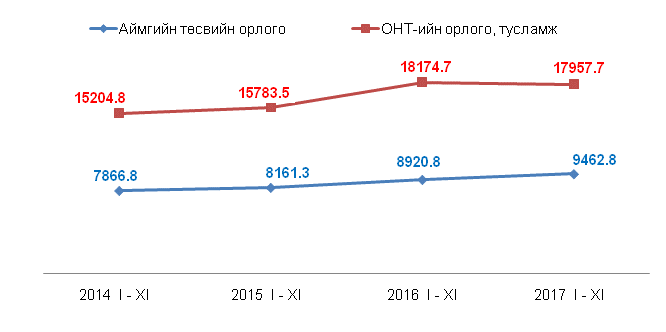 Аймгийн төсвийн орлого ОНТ-ийн орлого, тусламж
18174.7 17957.7
15204.8 15783.5
7866.8 8161.3 8920.8 9462.8
2014 I - XI 2015 I - XI 2016 I - XI 2017 I - XI